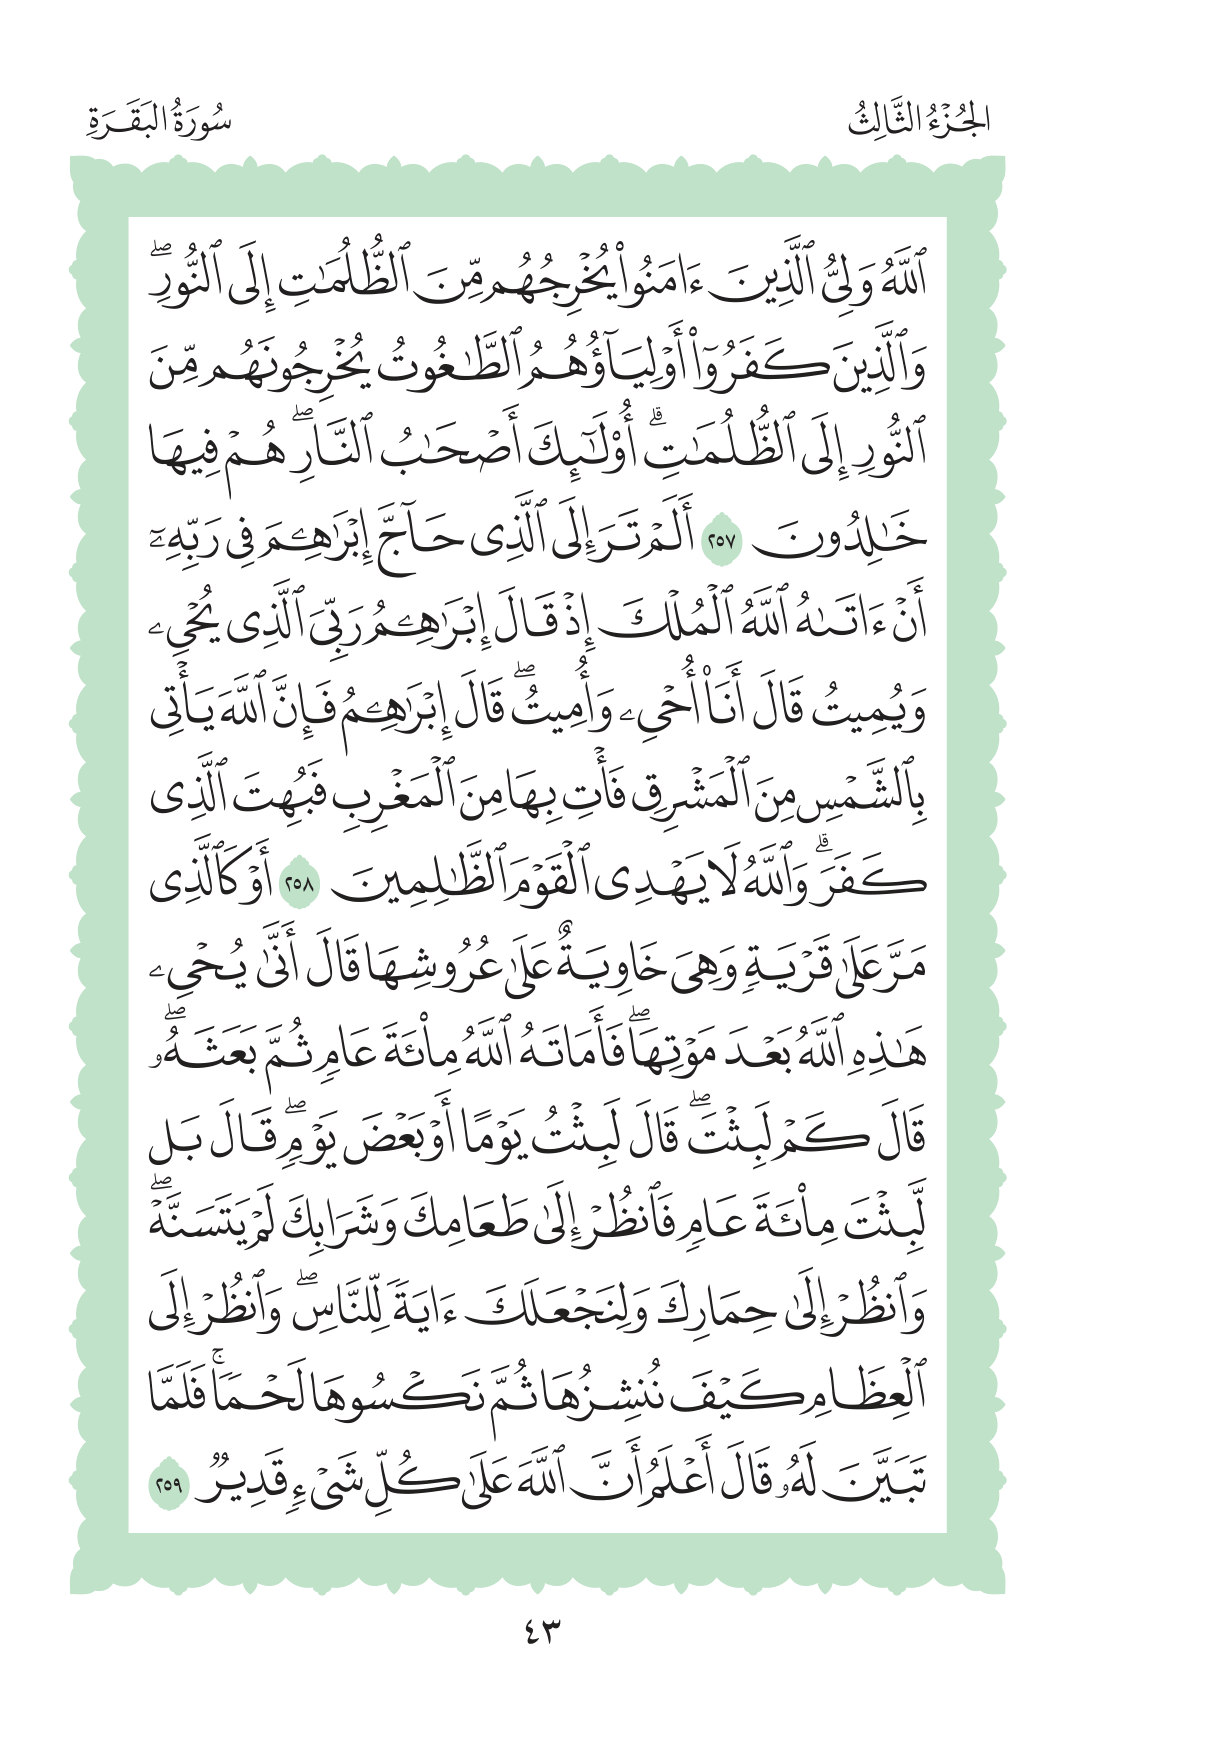 الجُزْءُ الثَّالِثُ
سُورَةُ البَقَرَةِ
ٱللَّهُ وَلِيُّ ٱلَّذِينَ ءَامَنُوا۟ يُخْرِجُهُم مِّنَ ٱلظُّلُمَـٰتِ إِلَى ٱلنُّورِۖ
وَٱلَّذِينَ كَفَرُوٓا۟ أَوْلِيَآؤُهُمُ ٱلطَّـٰغُوتُ يُخْرِجُونَهُم مِّنَ
ٱلنُّورِ إِلَى ٱلظُّلُمَـٰتِۗ أُو۟لَـٰٓئِكَ أَصْحَـٰبُ ٱلنَّارِۖ هُمْ فِيهَا
خَـٰلِدُونَ ٢٥٧ أَلَمْ تَرَ إِلَى ٱلَّذِى حَآجَّ إِبْرَٰهِـۧمَ فِى رَبِّهِۦٓ
أَنْ ءَاتَىٰهُ ٱللَّهُ ٱلْمُلْكَ إِذْ قَالَ إِبْرَٰهِـۧمُ رَبِّىَ ٱلَّذِى يُحْىِۦ
وَيُمِيتُ قَالَ أَنَا۠ أُحْىِۦ وَأُمِيتُۖ قَالَ إِبْرَٰهِـۧمُ فَإِنَّ ٱللَّهَ يَأْتِى
بِٱلشَّمْسِ مِنَ ٱلْمَشْرِقِ فَأْتِ بِهَا مِنَ ٱلْمَغْرِبِ فَبُهِتَ ٱلَّذِى
كَفَرَۗ وَٱللَّهُ لَا يَهْدِى ٱلْقَوْمَ ٱلظَّـٰلِمِينَ ٢٥٨ أَوْ كَٱلَّذِى
مَرَّ عَلَىٰ قَرْيَةٍ وَهِىَ خَاوِيَةٌ عَلَىٰ عُرُوشِهَا قَالَ أَنَّىٰ يُحْىِۦ
هَـٰذِهِ ٱللَّهُ بَعْدَ مَوْتِهَاۖ فَأَمَاتَهُ ٱللَّهُ مِا۟ئَةَ عَامٍ ثُمَّ بَعَثَهُۥۖ
قَالَ كَمْ لَبِثْتَۖ قَالَ لَبِثْتُ يَوْمًا أَوْ بَعْضَ يَوْمٍۖ قَالَ بَل
لَّبِثْتَ مِا۟ئَةَ عَامٍ فَٱنظُرْ إِلَىٰ طَعَامِكَ وَشَرَابِكَ لَمْ يَتَسَنَّهْۖ
وَٱنظُرْ إِلَىٰ حِمَارِكَ وَلِنَجْعَلَكَ ءَايَةً لِّلنَّاسِۖ وَٱنظُرْ إِلَى
ٱلْعِظَامِ كَيْفَ نُنشِزُهَا ثُمَّ نَكْسُوهَا لَحْمًاۚ فَلَمَّا
تَبَيَّنَ لَهُۥ قَالَ أَعْلَمُ أَنَّ ٱللَّهَ عَلَىٰ كُلِّ شَىْءٍ قَدِيرٌ ٢٥٩
٤٣